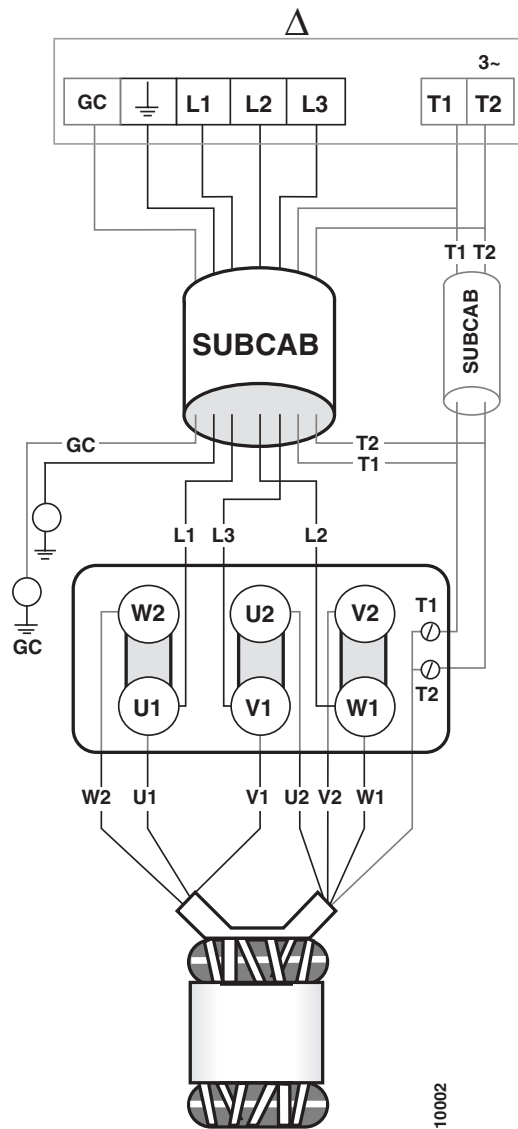 Δ
3~
GC L1 L2 L3 T1 T2
T1 T2
SUBCAB
SUBCAB
GC
T2
T1
L1 L3 L2
W2 U2 V2 T1
GC
U1 V1 W1 T2
W2 U1 V1 U2 V2 W1
10002